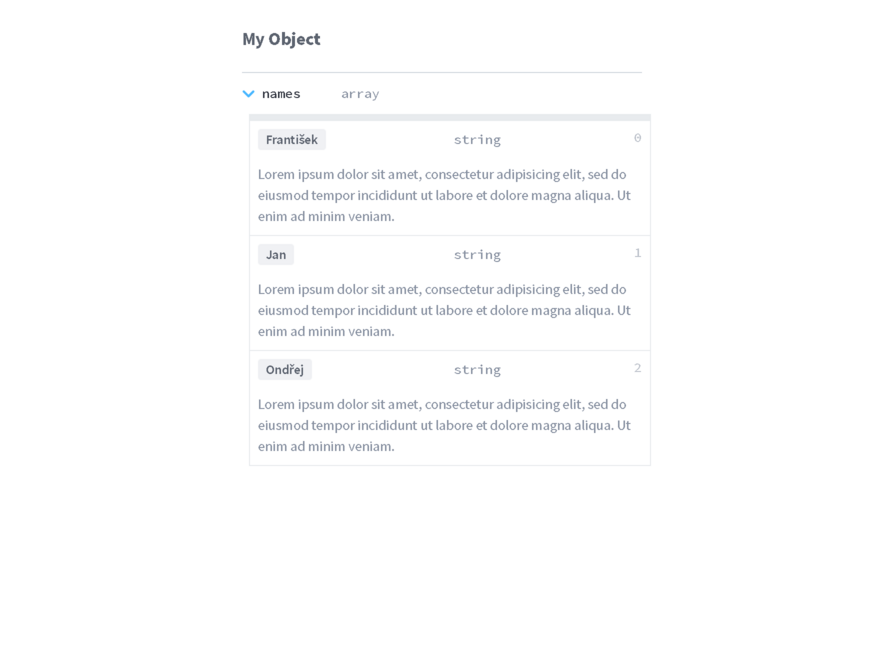 My Object
names array
František string 0
Lorem ipsum dolor sit amet, consectetur adipisicing elit, sed do
eiusmod tempor incididunt ut labore et dolore magna aliqua. Ut
enim ad minim veniam.
Jan string 1
Lorem ipsum dolor sit amet, consectetur adipisicing elit, sed do
eiusmod tempor incididunt ut labore et dolore magna aliqua. Ut
enim ad minim veniam.
Ondřej string 2
Lorem ipsum dolor sit amet, consectetur adipisicing elit, sed do
eiusmod tempor incididunt ut labore et dolore magna aliqua. Ut
enim ad minim veniam.